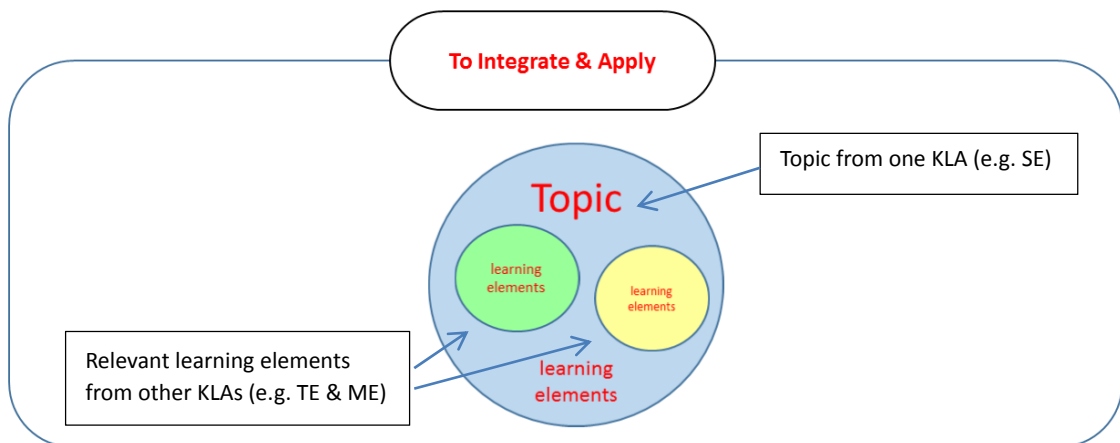 To Integrate & Apply
Topic from one KLA (e.g. SE)
Topic
learning
elements
learning
elements
Relevant learning elements
from other KLAs (e.g. TE & ME)
learning
elements